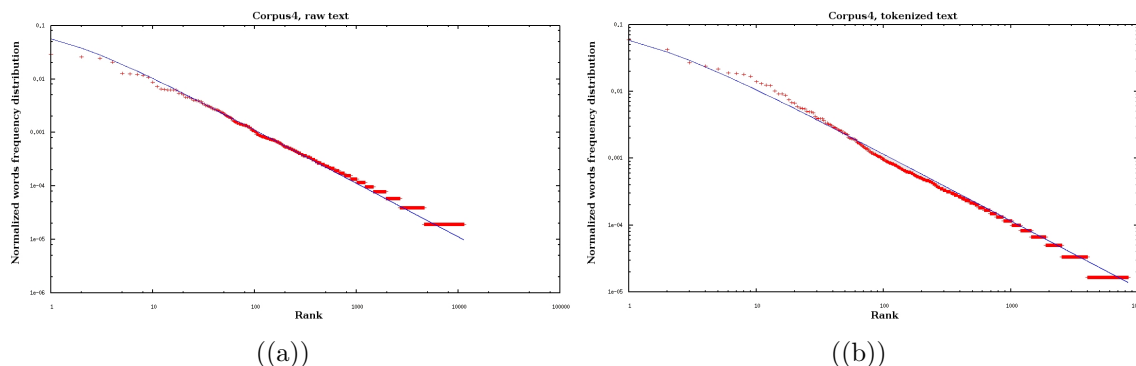 Corpus4, raw text
Normalized words frequency distribution
0,1
0,01
0,001
1e-04
1e-05
1e-06
1
10
100
1000
10000
100000
Rank
((a))
Corpus4, tokenized text
Normalized words frequency distribution
0,1
0,01
0,001
1e-04
1e-05
1
10
100
1000
Rank
((b))